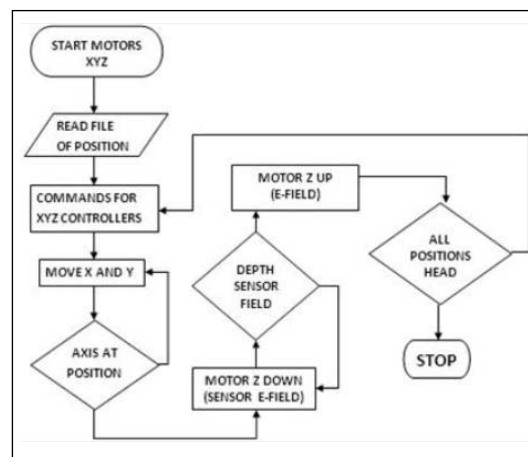 START MOTORS
XYZ
READ FILE
OF POSITION
COMMANDS FOR
XYZ CONTROLLERS
MOVE X AND Y
AXIS AT
POSITION
MOTOR Z UP
(E-FIELD)
DEPTH
SENSOR
FIELD
MOTOR Z DOWN
(SENSOR E-FIELD)
ALL
POSITIONS
HEAD
STOP